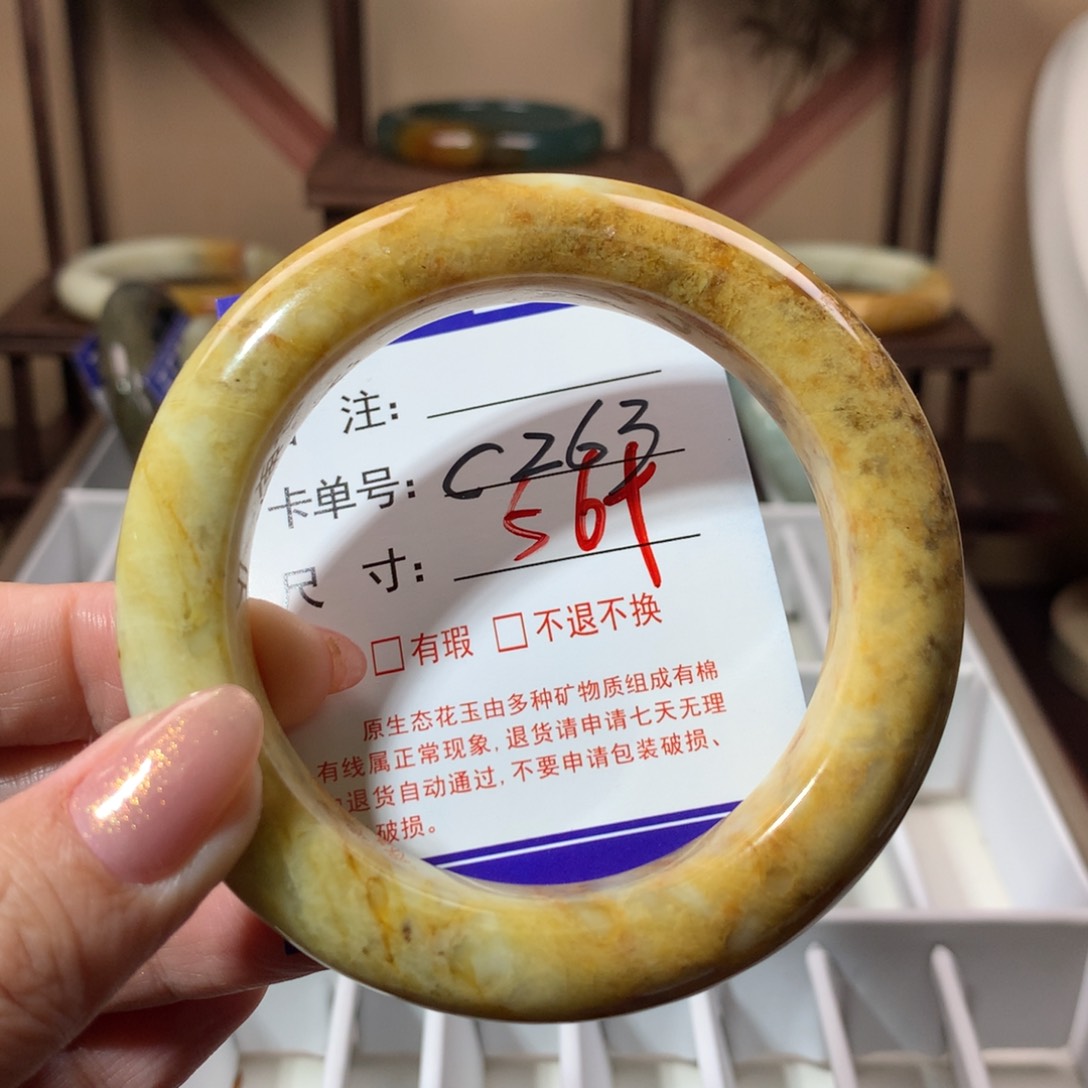 注:
卡单号: C263
尺 寸: 56
□有瑕 □不退不换
原生态花玉由多种矿物质组成有棉
有线属正常现象,退货请申请七天无理
退货自动通过,不要申请包装破损、
破损。